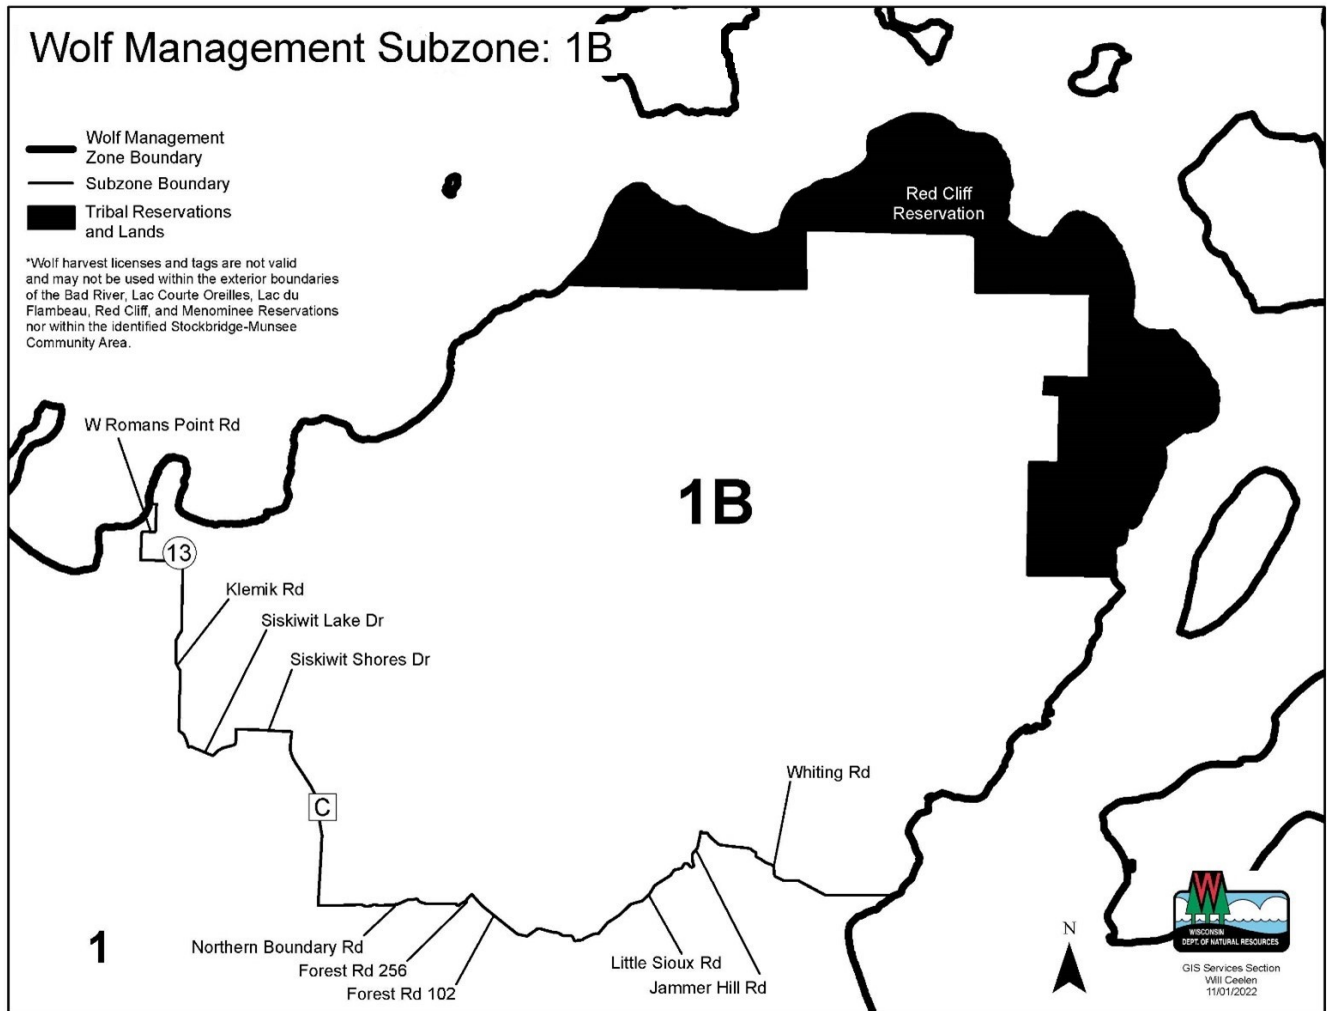 Wolf Management Subzone: 1B
Wolf Management
Zone Boundary
Subzone Boundary
Tribal Reservations
and Lands
*Wolf harvest licenses and tags are not valid
and may not be used within the exterior boundaries
of the Bad River, Lac Courte Oreilles, Lac du
Flambeau, Red Cliff, and Menominee Reservations
nor within the identified Stockbridge-Munsee
Community Area.
Red Cliff
Reservation
W Romans Point Rd
1B
13
Klemik Rd
Siskiwit Lake Dr
Siskiwit Shores Dr
Whiting Rd
C
1
Northern Boundary Rd
Forest Rd 256
Forest Rd 102
Little Sioux Rd
Jammer Hill Rd
N
W
WISCONSIN
DEPT. OF NATURAL RESOURCES
GIS Services Section
Will Ceelen
11/01/2022